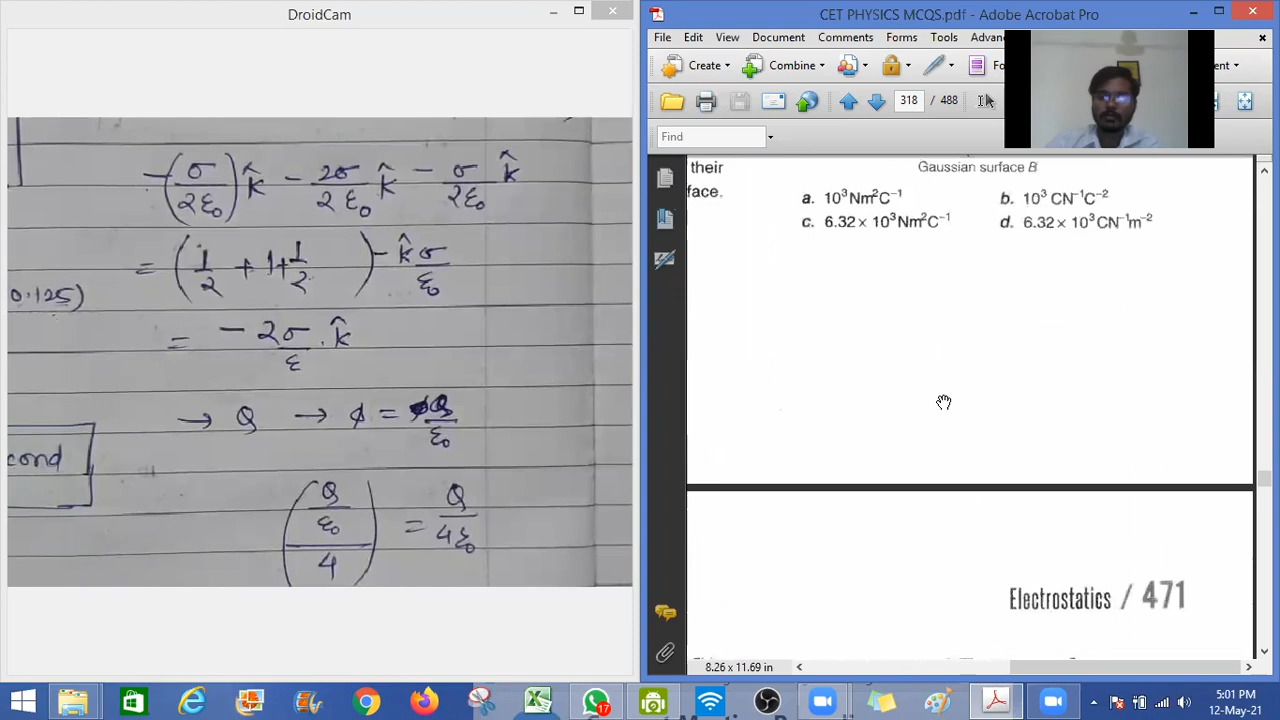 DroidCam
CET PHYSICS MCQS.pdf - Adobe Acrobat Pro
File Edit View Document Comments Forms Tools Advan
Create Combine
318 / 488
Find
−(σ/2ε₀)k̂ − 2σ/2ε₀ k̂ − σ/2ε₀ k̂
= (1/2 + 1 + 1/2) −k̂ σ/ε₀
0.125)
= −2σ/ε . k̂
→ Q → ϕ = Q/ε₀
cond
((Q/ε₀)/4) = Q/4ε₀
their
face.
Gaussian surface B
a. 10³ Nm²C⁻¹ b. 10³ CN⁻¹C⁻²
c. 6.32 × 10³ Nm²C⁻¹ d. 6.32 × 10³ CN⁻¹m⁻²
Electrostatics / 471
8.26 x 11.69 in
17
5:01 PM
12-May-21